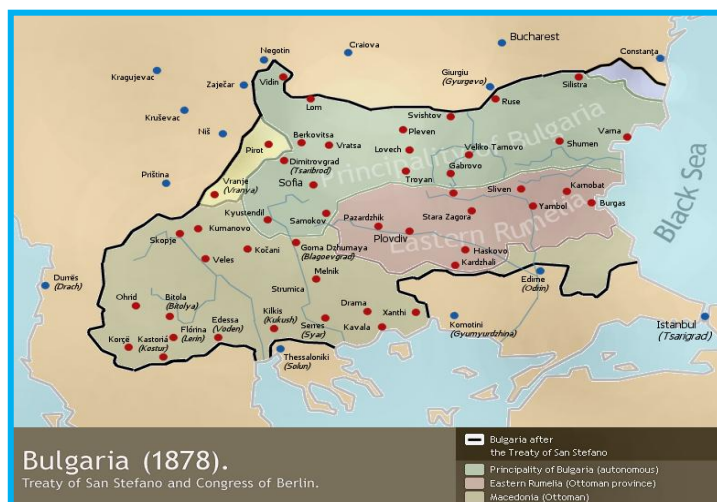 Bucharest
Craiova
Negotin
Constanţa
Kragujevac
Zaječar
Vidin
Giurgiu
(Gyurgevo)
Silistra
Lom
Ruse
Kruševac
Svishtov
Niš
Berkovitsa
Pleven
Varna
Pirot
Vratsa
Lovech
Veliko Tarnovo
Shumen
Principality of Bulgaria
Dimitrovgrad
(Tsaribrod)
Gabrovo
Priština
Vranje
(Vranya)
Sofia
Troyan
Sliven
Karnobat
Black Sea
Kyustendil
Samokov
Pazardzhik
Stara Zagora
Yambol
Burgas
Eastern Rumelia
Skopje
Kumanovo
Plovdiv
Kočani
Gorna Dzhumaya
(Blagoevgrad)
Haskovo
Kardzhali
Veles
Melnik
Edirne
(Odrin)
Durrës
(Drach)
Strumica
Ohrid
Bitola
(Bitolya)
Drama
Xanthi
Edessa
(Voden)
Kilkis
(Kukush)
Serres
(Syar)
Kavala
Komotini
(Gyumyurdzhina)
Istanbul
(Tsarigrad)
Korçë
Kastoriá
(Kostur)
Flórina
(Lerin)
Thessaloniki
(Solun)
Bulgaria (1878).
Treaty of San Stefano and Congress of Berlin.
Bulgaria after
the Treaty of San Stefano
Principality of Bulgaria (autonomous)
Eastern Rumelia (Ottoman province)
Macedonia (Ottoman)